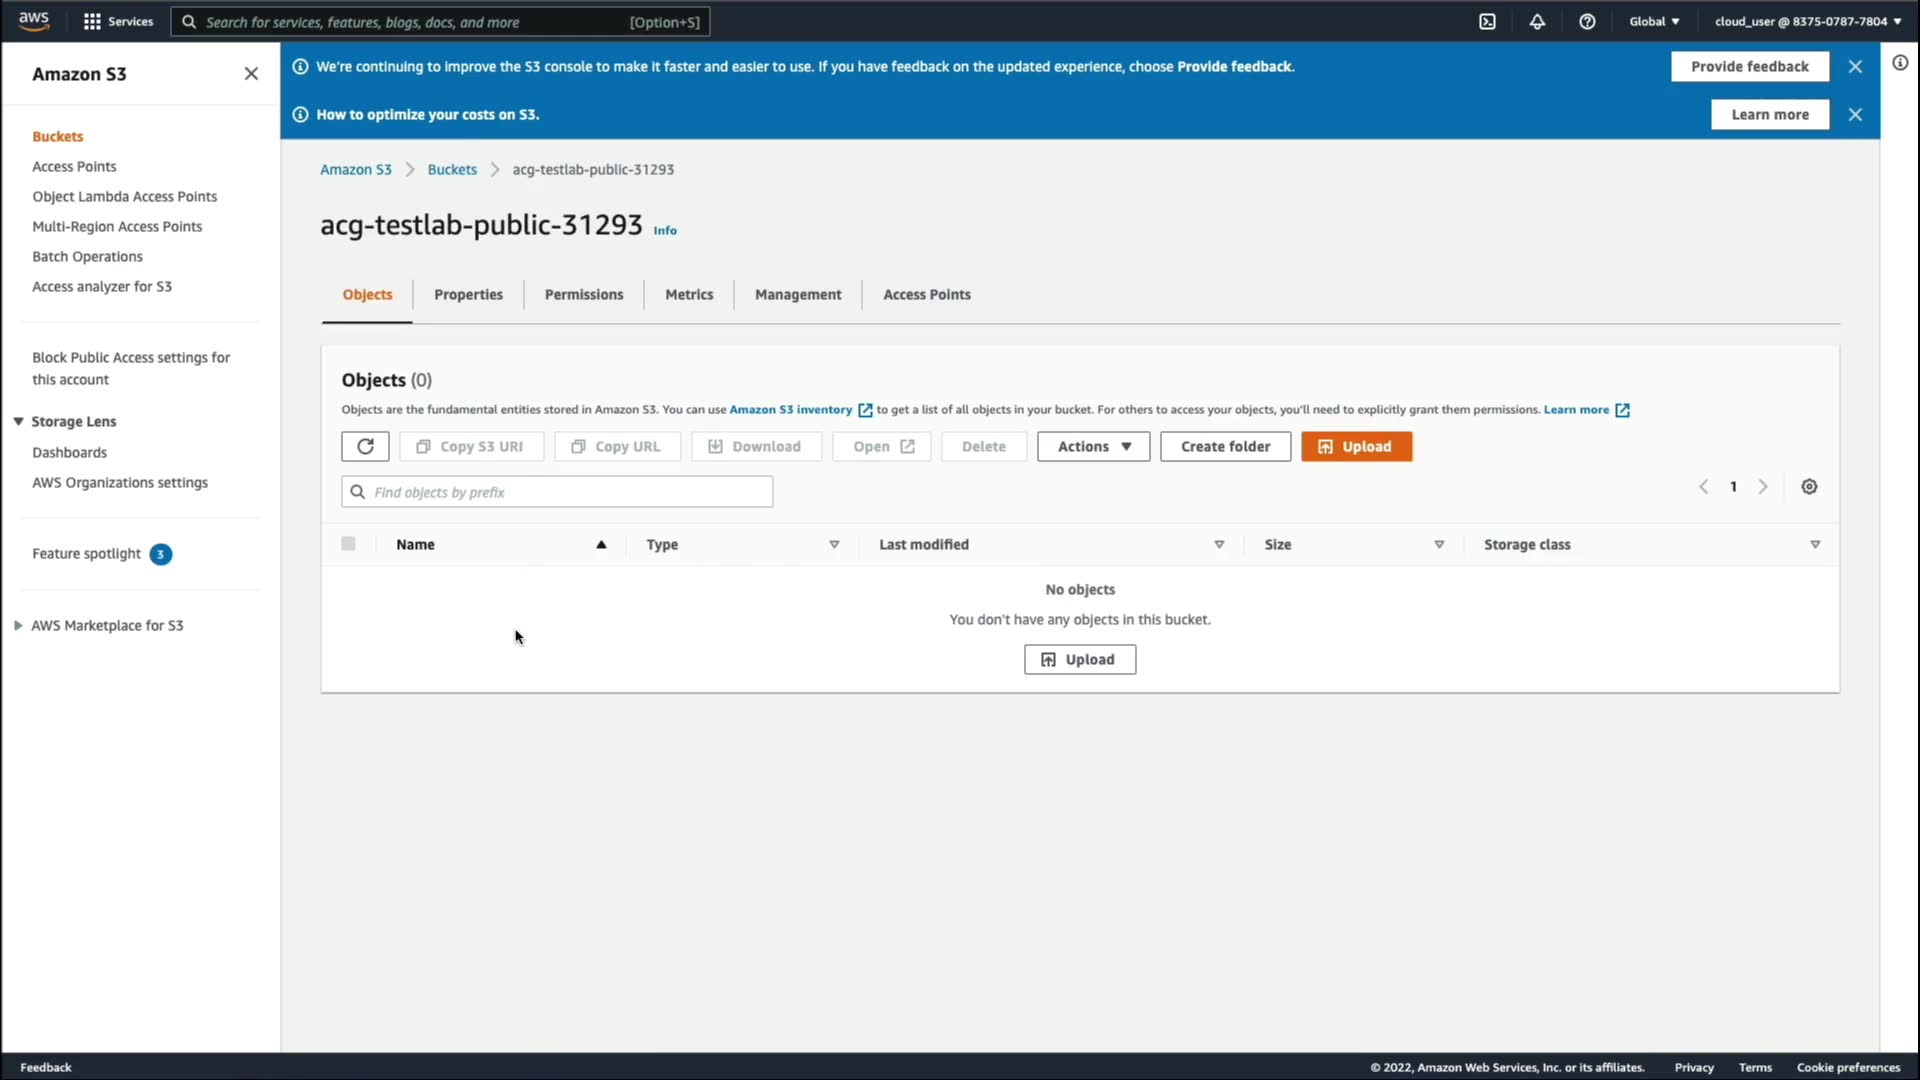 aws
Services
Search for services, features, blogs, docs, and more
[Option+S]
Global
cloud_user @ 8375-0787-7804
Amazon S3
Buckets
Access Points
Object Lambda Access Points
Multi-Region Access Points
Batch Operations
Access analyzer for S3
Block Public Access settings for
this account
Storage Lens
Dashboards
AWS Organizations settings
Feature spotlight 3
AWS Marketplace for S3
We're continuing to improve the S3 console to make it faster and easier to use. If you have feedback on the updated experience, choose Provide feedback.
Provide feedback
How to optimize your costs on S3.
Learn more
Amazon S3 > Buckets > acg-testlab-public-31293
acg-testlab-public-31293 Info
Objects
Properties
Permissions
Metrics
Management
Access Points
Objects (0)
Objects are the fundamental entities stored in Amazon S3. You can use Amazon S3 inventory to get a list of all objects in your bucket. For others to access your objects, you'll need to explicitly grant them permissions. Learn more
Copy S3 URI
Copy URL
Download
Open
Delete
Actions
Create folder
Upload
Find objects by prefix
1
Name
Type
Last modified
Size
Storage class
No objects
You don't have any objects in this bucket.
Upload
Feedback
© 2022, Amazon Web Services, Inc. or its affiliates.
Privacy
Terms
Cookie preferences